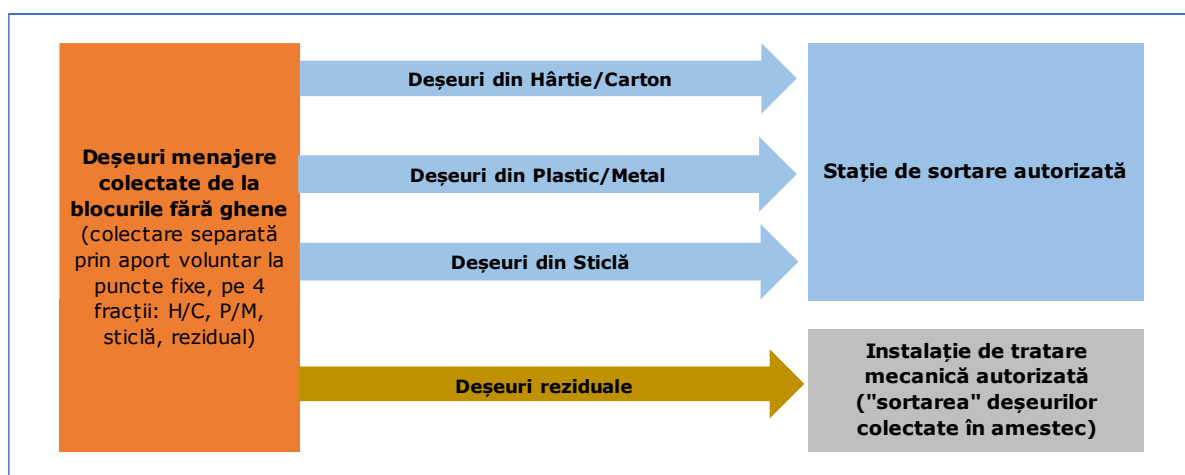 Deșeuri menajere
colectate de la
blocurile fără ghene
(colectare separată
prin aport voluntar la
puncte fixe, pe 4
fracții: H/C, P/M,
sticlă, rezidual)
Deșeuri din Hârtie/Carton
Deșeuri din Plastic/Metal
Deșeuri din Sticlă
Deșeuri reziduale
Stație de sortare autorizată
Instalație de tratare
mecanică autorizată
("sortarea" deșeurilor
colectate în amestec)